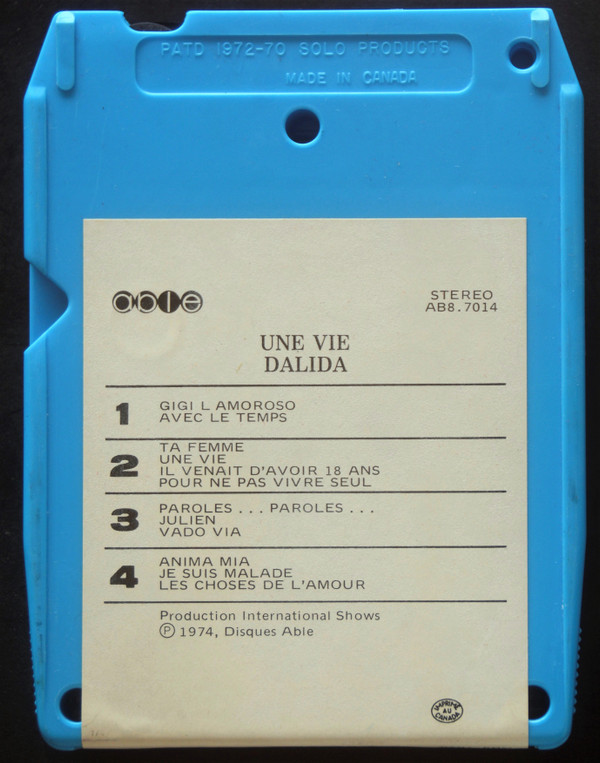 PATD 1972-70 SOLO PRODUCTS
MADE IN CANADA
able
STEREO
AB8.7014
UNE VIE
DALIDA
1
GIGI L AMOROSO
AVEC LE TEMPS
2
TA FEMME
UNE VIE
IL VENAIT D'AVOIR 18 ANS
POUR NE PAS VIVRE SEUL
3
PAROLES . . . PAROLES . . .
JULIEN
VADO VIA
4
ANIMA MIA
JE SUIS MALADE
LES CHOSES DE L'AMOUR
Production International Shows
Ⓟ 1974, Disques Able
IMPRIMÉ
AU
CANADA